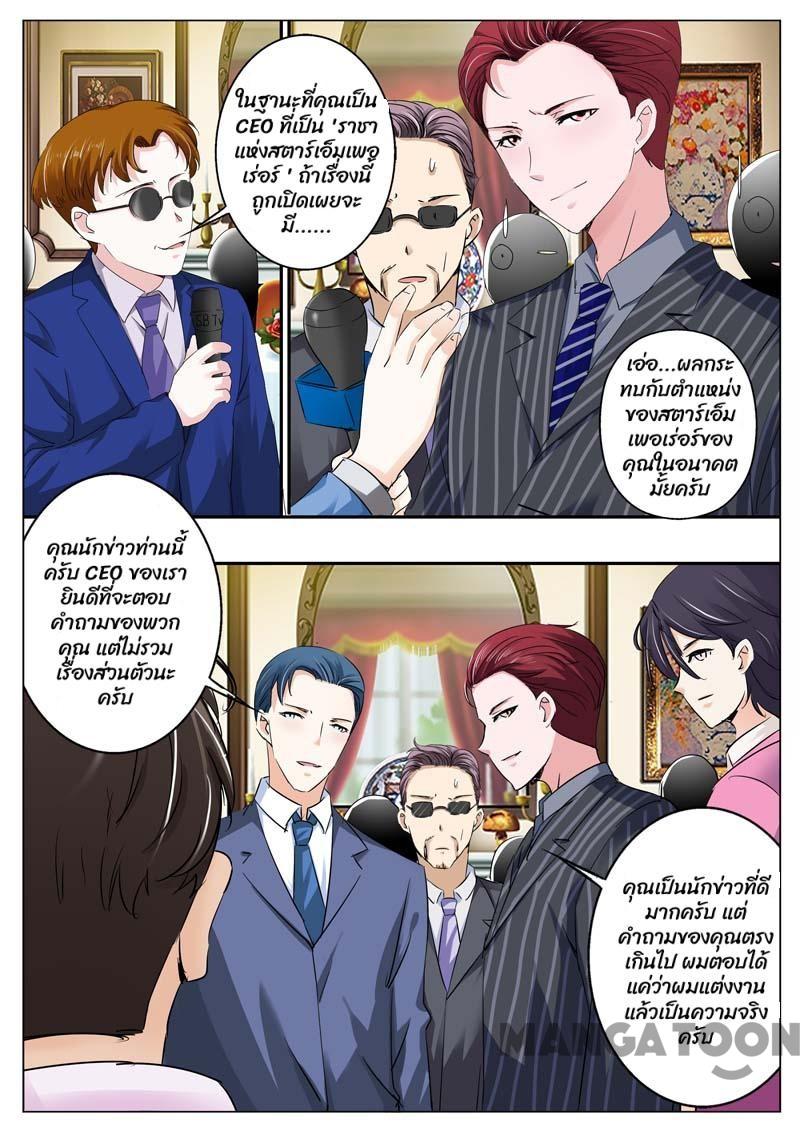 ในฐานะที่คุณเป็น
CEO ที่เป็น 'ราชา
แห่งสตาร์เอ็มเพอ
เร่อร์ ' ถ้าเรื่องนี้
ถูกเปิดเผยจะ
มี......
SB TV
เอ่อ...ผลกระ
ทบกับตำแหน่ง
ของสตาร์เอ็ม
เพอเร่อร์ของ
คุณในอนาคต
มั้ยครับ
คุณนักข่าวท่านนี้
ครับ CEO ของเรา
ยินดีที่จะตอบ
คำถามของพวก
คุณ แต่ไม่รวม
เรื่องส่วนตัวนะ
ครับ
คุณเป็นนักข่าวที่ดี
มากครับ แต่
คำถามของคุณตรง
เกินไป ผมตอบได้
แค่ว่าผมแต่งงาน
แล้วเป็นความจริง
ครับ
MANGATOON